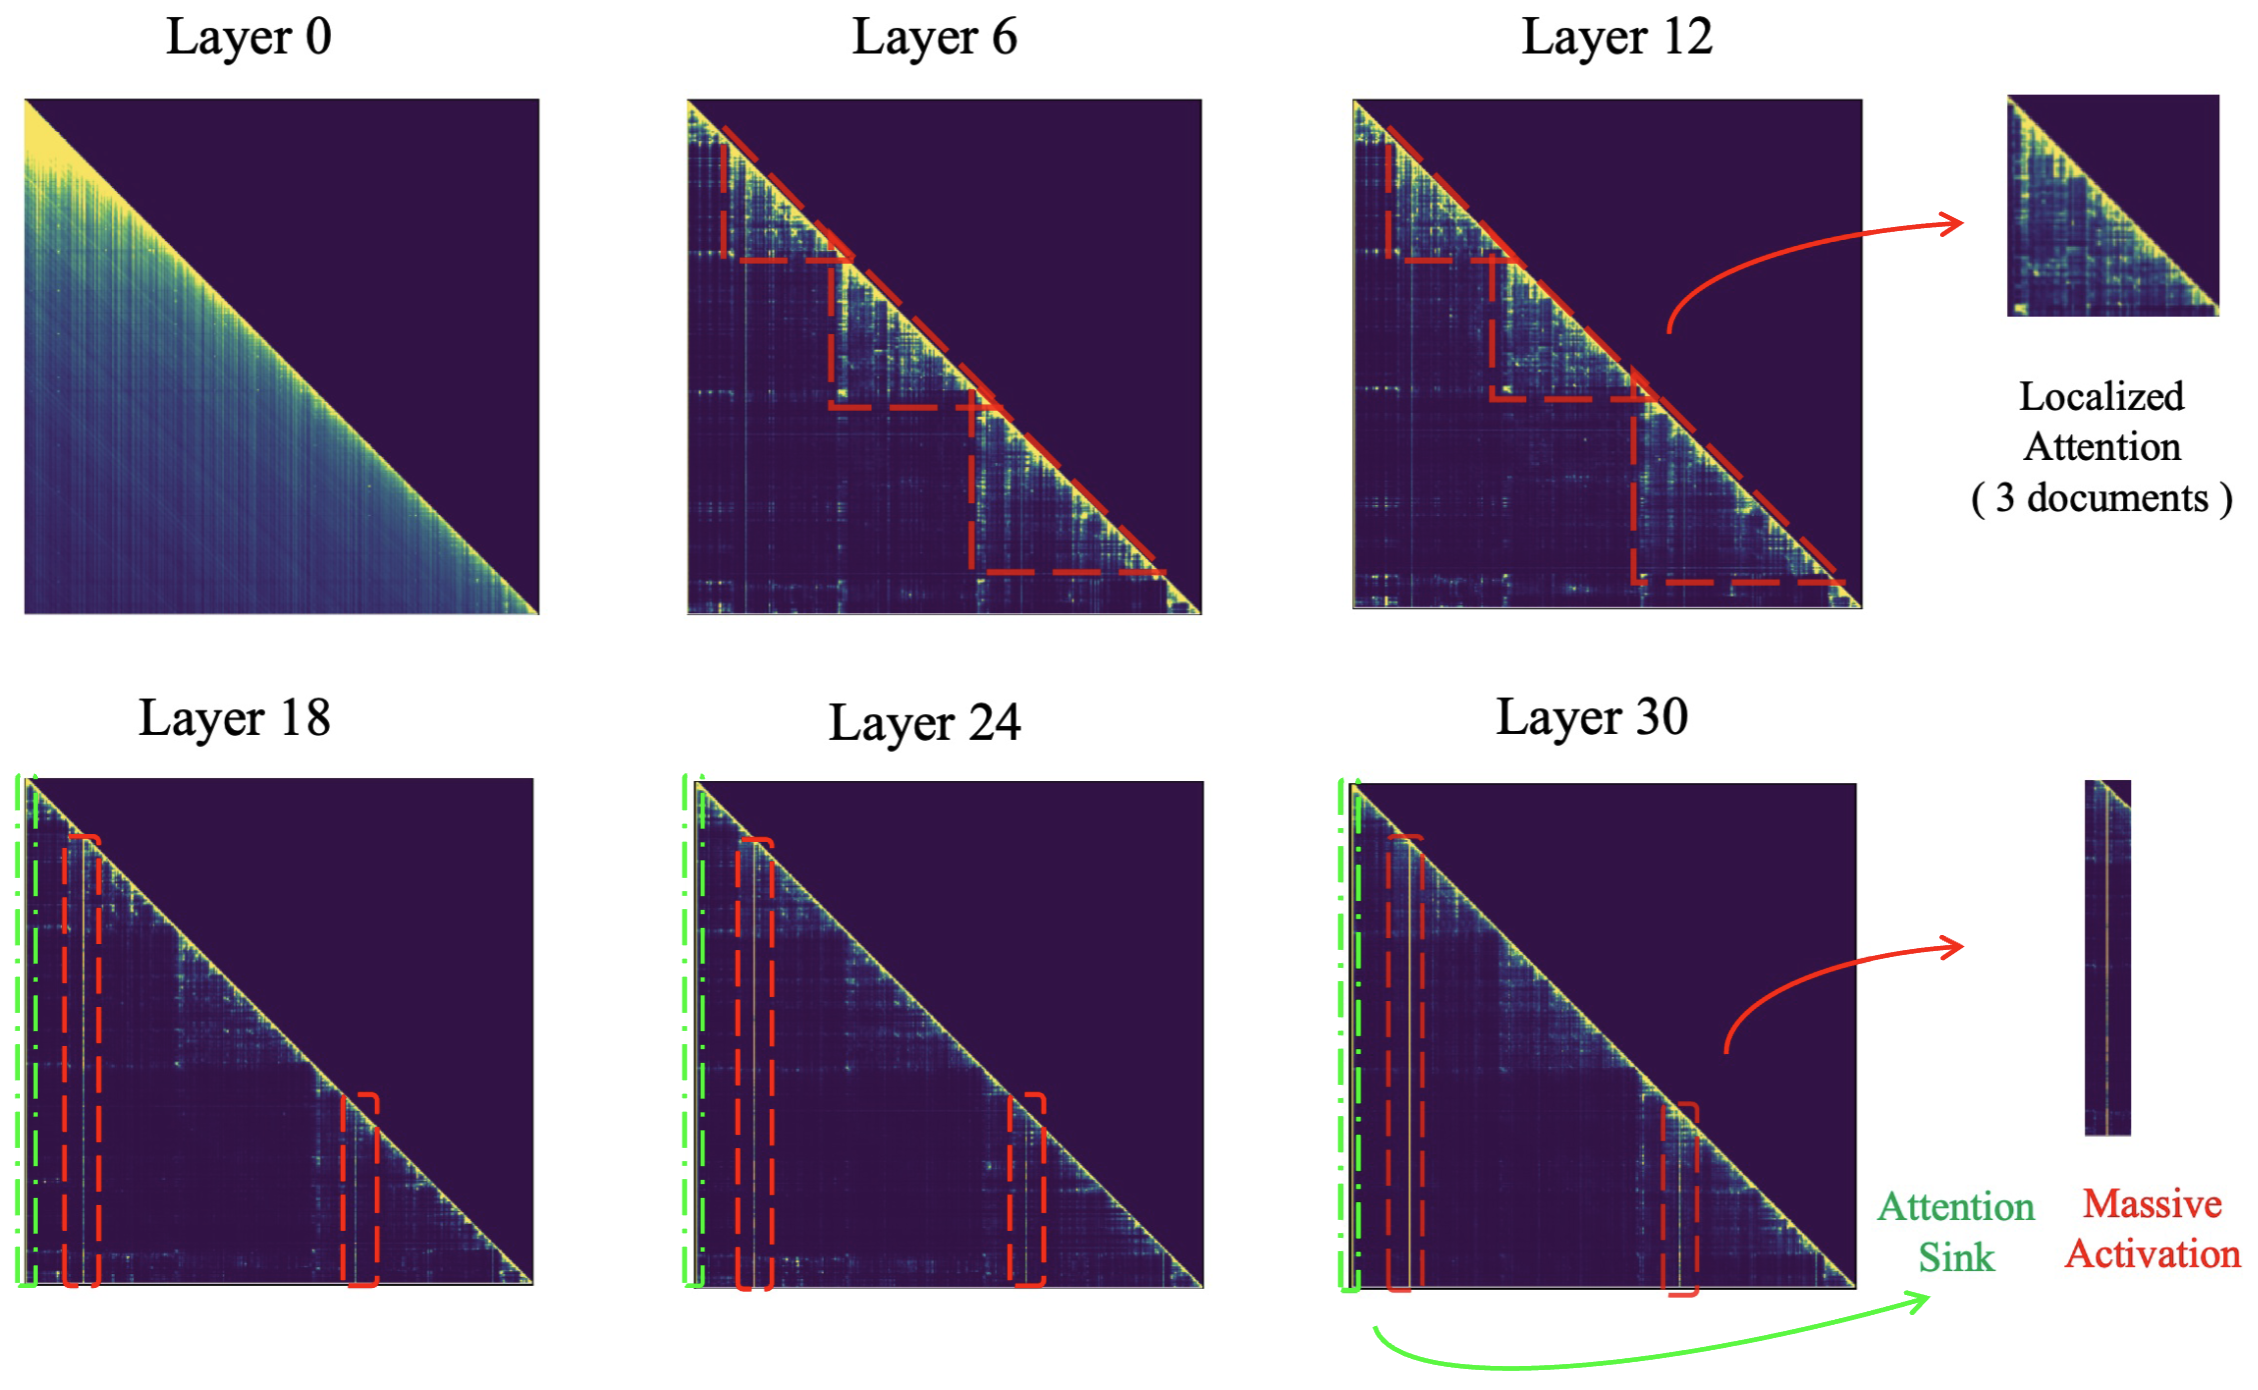 Layer 0
Layer 6
Layer 12
Localized
Attention
( 3 documents )
Layer 18
Layer 24
Layer 30
Attention
Sink
Massive
Activation